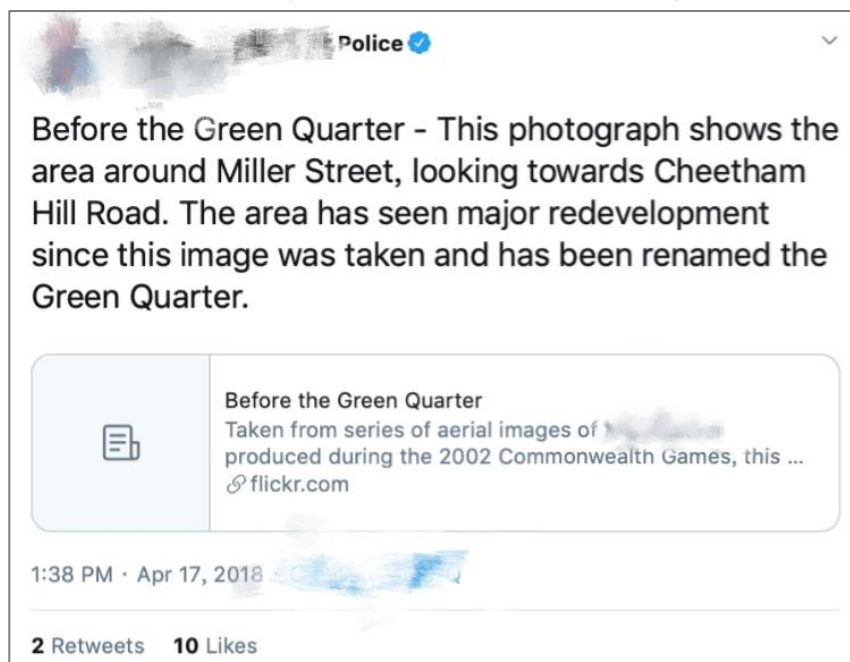 Police
Before the Green Quarter - This photograph shows the
area around Miller Street, looking towards Cheetham
Hill Road. The area has seen major redevelopment
since this image was taken and has been renamed the
Green Quarter.
Before the Green Quarter
Taken from series of aerial images of
produced during the 2002 Commonwealth Games, this ...
flickr.com
1:38 PM · Apr 17, 2018
2 Retweets 10 Likes